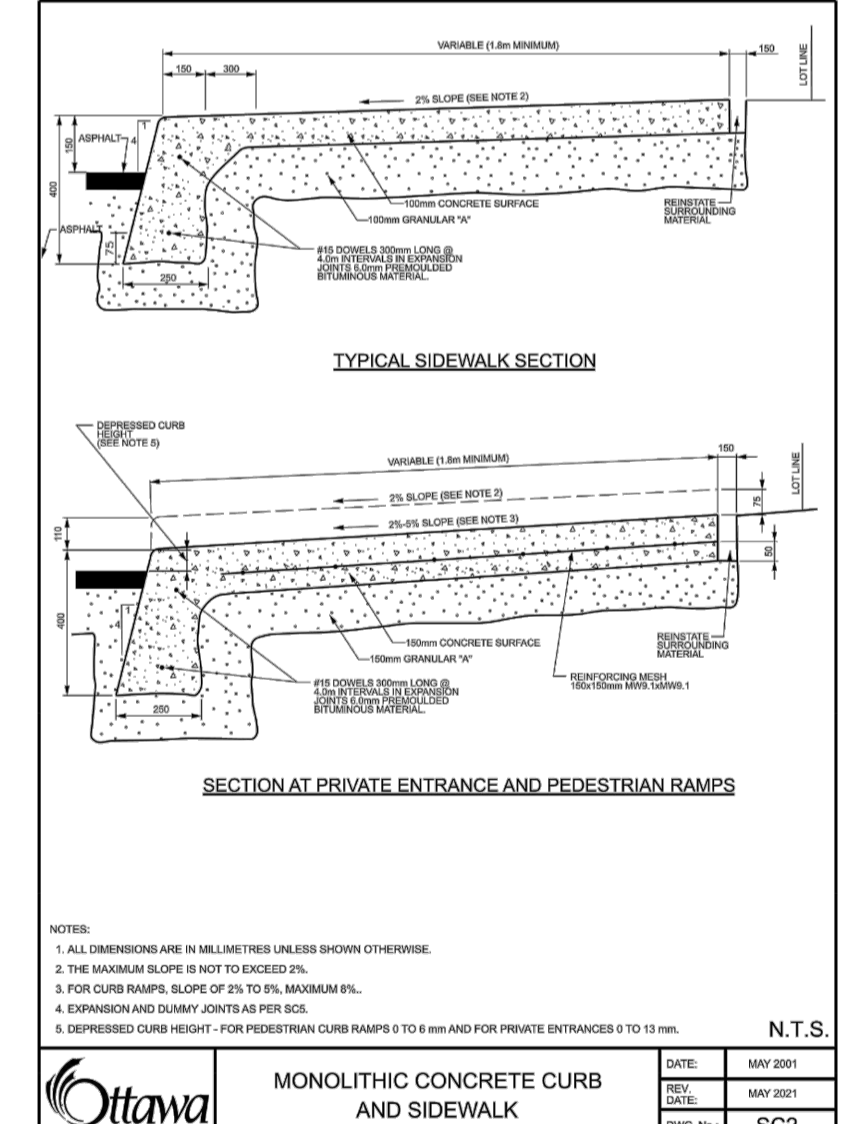 VARIABLE (1.8m MINIMUM)
150
LOT LINE
150
300
2% SLOPE (SEE NOTE 2)
ASPHALT
1
4
150
400
ASPHALT
75
250
100mm CONCRETE SURFACE
100mm GRANULAR "A"
REINSTATE
SURROUNDING
MATERIAL
#15 DOWELS 300mm LONG @
4.0m INTERVALS IN EXPANSION
JOINTS 6.0mm PREMOULDED
BITUMINOUS MATERIAL.
TYPICAL SIDEWALK SECTION
DEPRESSED CURB
HEIGHT
(SEE NOTE 5)
VARIABLE (1.8m MINIMUM)
150
LOT LINE
2% SLOPE (SEE NOTE 2)
75
2%-5% SLOPE (SEE NOTE 3)
110
50
400
1
4
150mm CONCRETE SURFACE
150mm GRANULAR "A"
REINSTATE
SURROUNDING
MATERIAL
REINFORCING MESH
150x150mm MW9.1xMW9.1
#15 DOWELS 300mm LONG @
4.0m INTERVALS IN EXPANSION
JOINTS 6.0mm PREMOULDED
BITUMINOUS MATERIAL.
250
SECTION AT PRIVATE ENTRANCE AND PEDESTRIAN RAMPS
NOTES:
1. ALL DIMENSIONS ARE IN MILLIMETRES UNLESS SHOWN OTHERWISE.
2. THE MAXIMUM SLOPE IS NOT TO EXCEED 2%.
3. FOR CURB RAMPS, SLOPE OF 2% TO 5%, MAXIMUM 8%..
4. EXPANSION AND DUMMY JOINTS AS PER SC5.
5. DEPRESSED CURB HEIGHT - FOR PEDESTRIAN CURB RAMPS 0 TO 6 mm AND FOR PRIVATE ENTRANCES 0 TO 13 mm.
N.T.S.
Ottawa
MONOLITHIC CONCRETE CURB
AND SIDEWALK
DATE:
MAY 2001
REV.
DATE:
MAY 2021
DWG. No.:
SC2